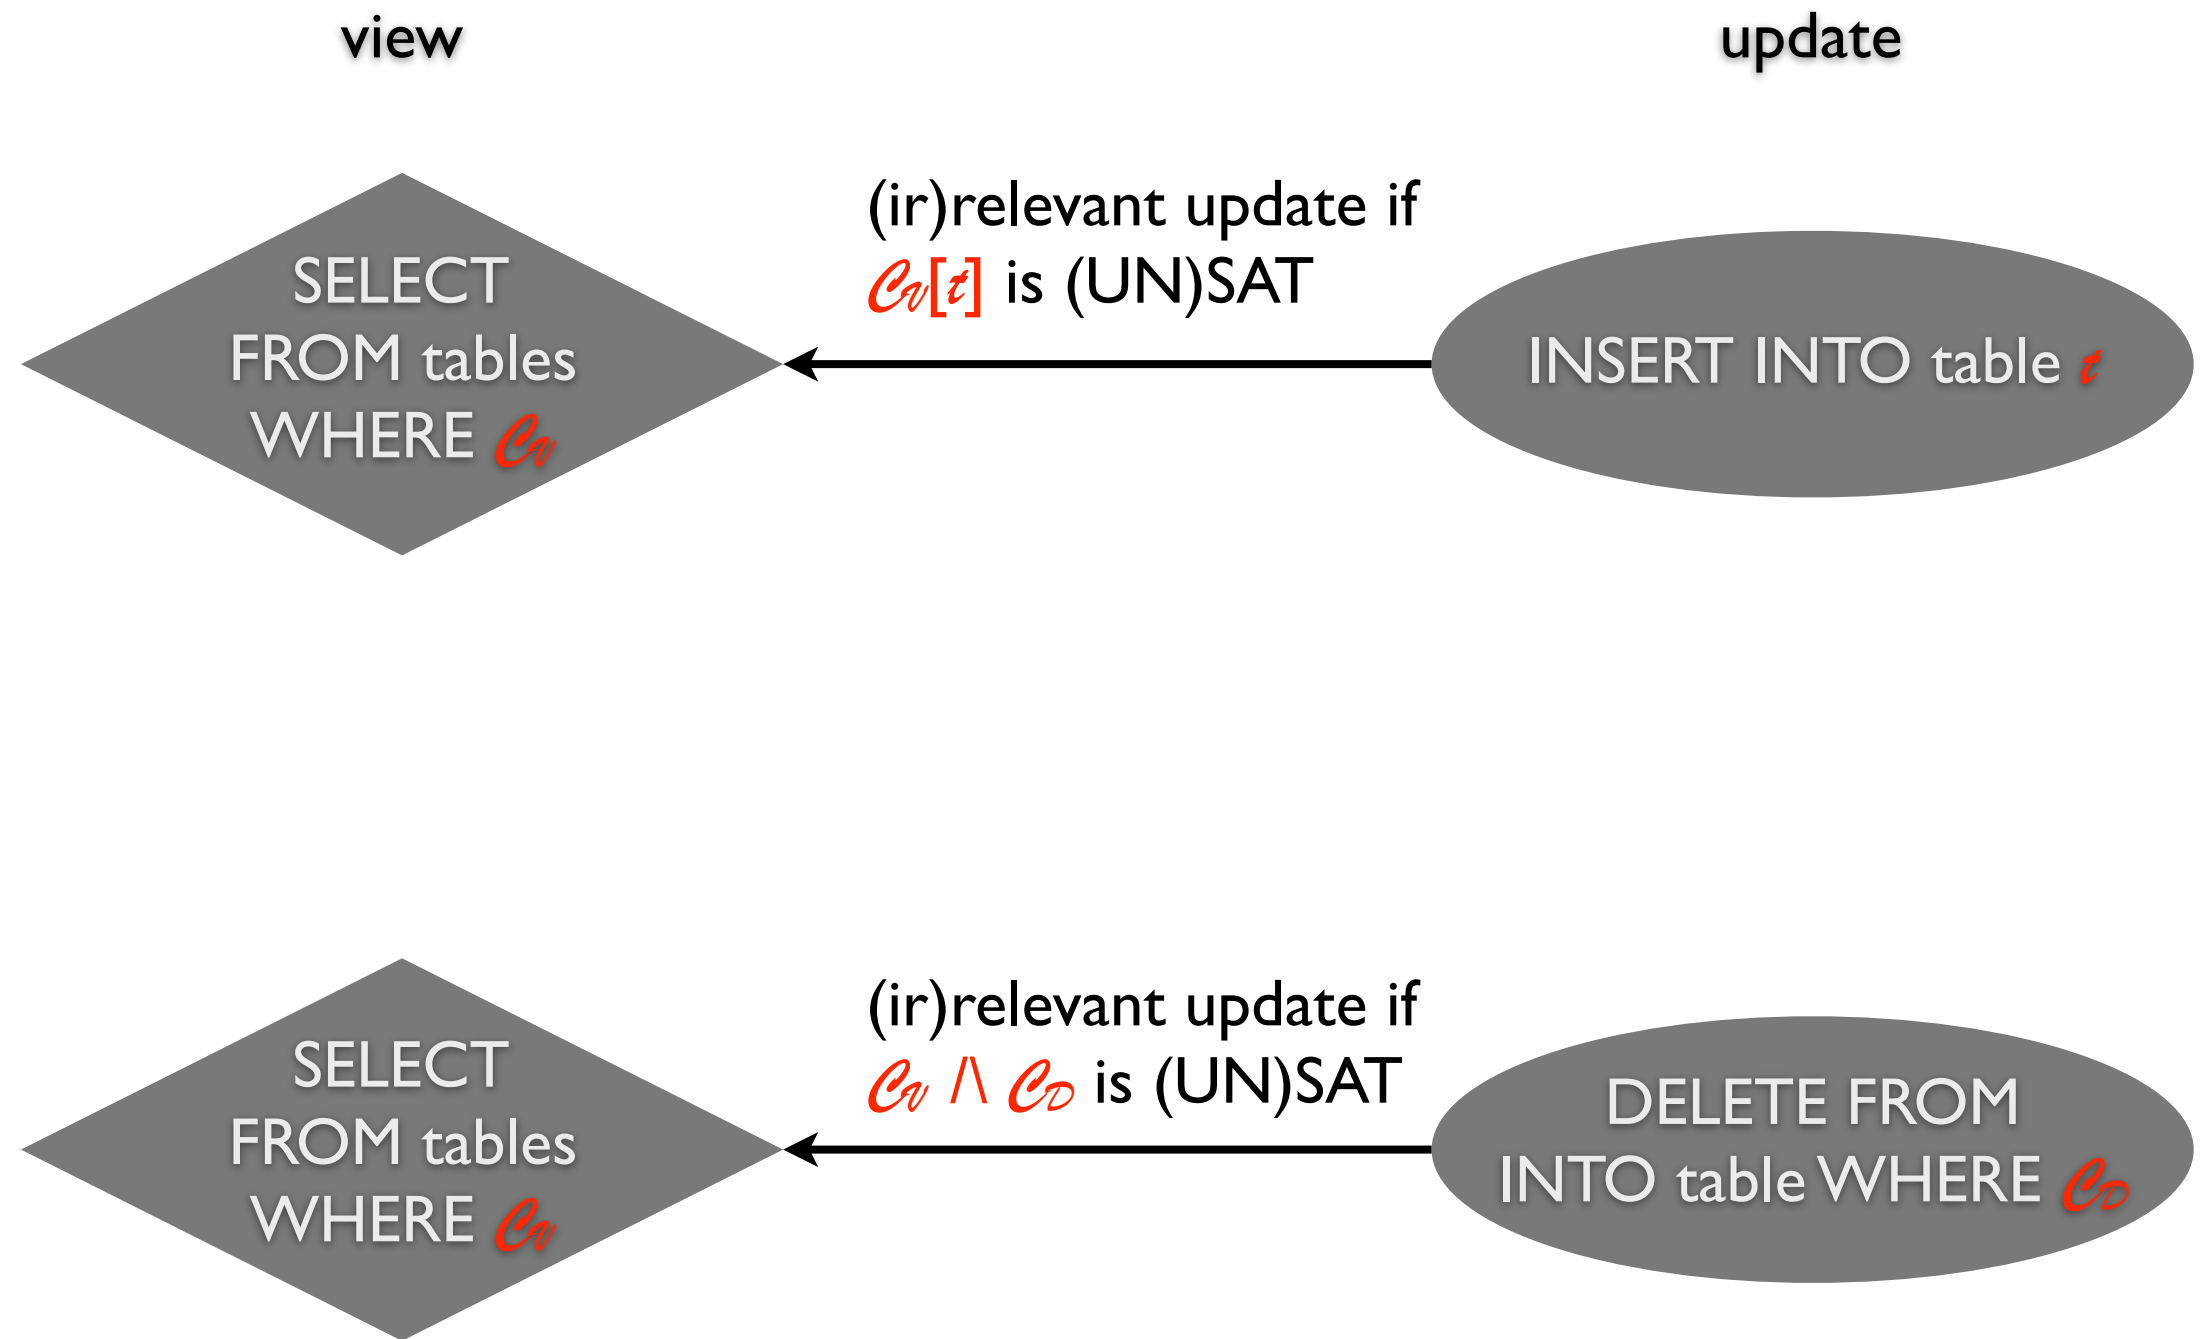 view
update
SELECT
FROM tables
WHERE 𝒞𝒱
(ir)relevant update if
𝒞𝒱[𝓉] is (UN)SAT
INSERT INTO table 𝓉
SELECT
FROM tables
WHERE 𝒞𝒱
(ir)relevant update if
𝒞𝒱 /\ 𝒞𝒟 is (UN)SAT
DELETE FROM
INTO table WHERE 𝒞𝒟